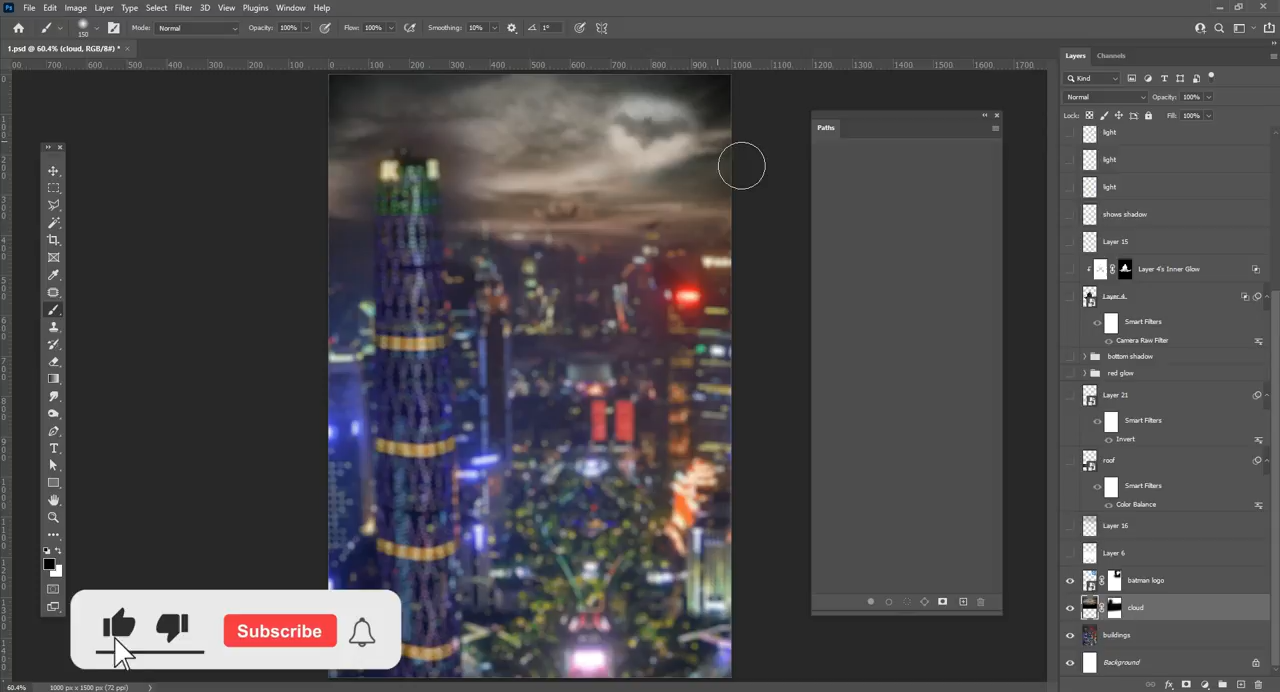 Ps File Edit Image Layer Type Select Filter 3D View Plugins Window Help
150 Mode: Normal Opacity: 100% Flow: 100% Smoothing: 10% 1°
1.psd @ 60.4% (cloud, RGB/8#) *
Layers Channels
Kind
Normal Opacity: 100%
Lock: Fill: 100%
Paths
light
light
light
shows shadow
Layer 15
Layer 4's Inner Glow
Layer 4
Smart Filters
Camera Raw Filter
bottom shadow
red glow
Layer 21
Smart Filters
Invert
roof
Smart Filters
Color Balance
Layer 16
Layer 6
batman logo
cloud
buildings
Background
Subscribe
60.4% 1000 px x 1500 px (72 ppi)